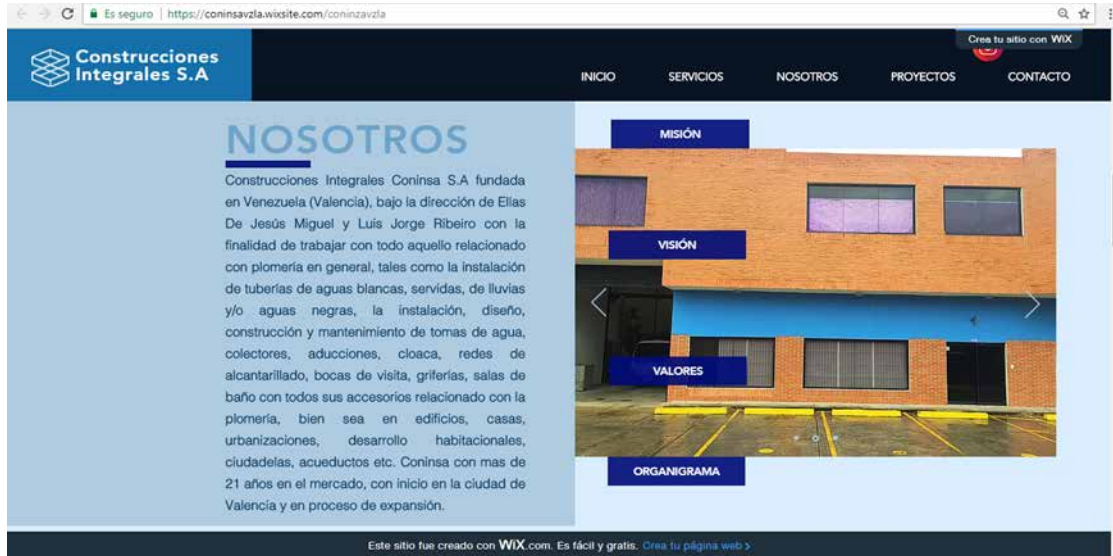 Es seguro | https://coninsavzla.wixsite.com/coninzavzla
Crea tu sitio con WiX
Construcciones
Integrales S.A
INICIO SERVICIOS NOSOTROS PROYECTOS CONTACTO
NOSOTROS
Construcciones Integrales Coninsa S.A fundada
en Venezuela (Valencia), bajo la dirección de Elías
De Jesús Miguel y Luis Jorge Ribeiro con la
finalidad de trabajar con todo aquello relacionado
con plomería en general, tales como la instalación
de tuberías de aguas blancas, servidas, de lluvias
y/o aguas negras, la instalación, diseño,
construcción y mantenimiento de tomas de agua,
colectores, aducciones, cloaca, redes de
alcantarillado, bocas de visita, griferías, salas de
baño con todos sus accesorios relacionado con la
plomería, bien sea en edificios, casas,
urbanizaciones, desarrollo habitacionales,
ciudadelas, acueductos etc. Coninsa con mas de
21 años en el mercado, con inicio en la ciudad de
Valencia y en proceso de expansión.
MISIÓN
VISIÓN
VALORES
ORGANIGRAMA
Este sitio fue creado con WiX.com. Es fácil y gratis. Crea tu página web >